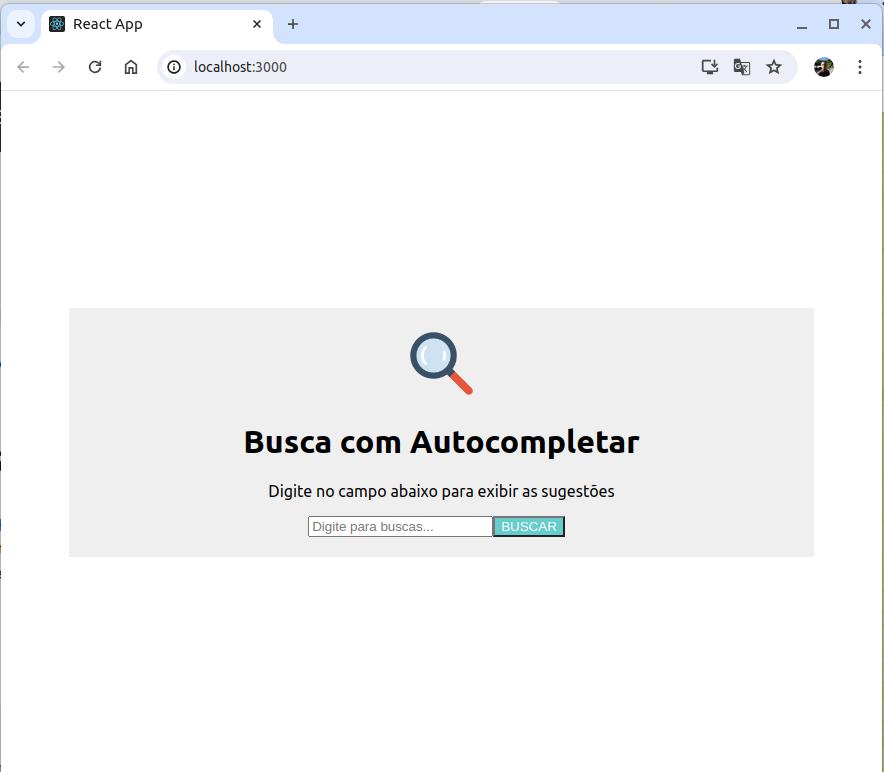 React App
localhost:3000
Busca com Autocompletar
Digite no campo abaixo para exibir as sugestões
Digite para buscas...
BUSCAR